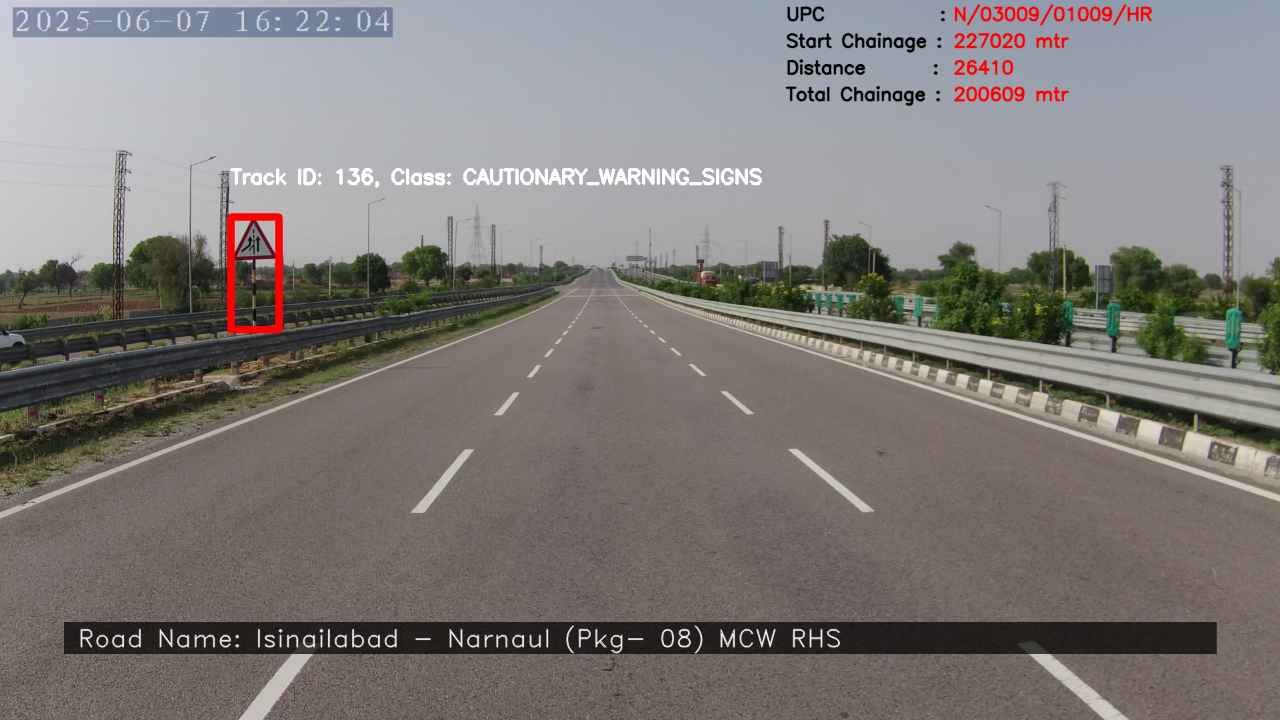 2025-06-07 16:22:04
UPC : N/03009/01009/HR
Start Chainage : 227020 mtr
Distance : 26410
Total Chainage : 200609 mtr
Track ID: 136, Class: CAUTIONARY_WARNING_SIGNS
Road Name: Isinailabad - Narnaul (Pkg- 08) MCW RHS